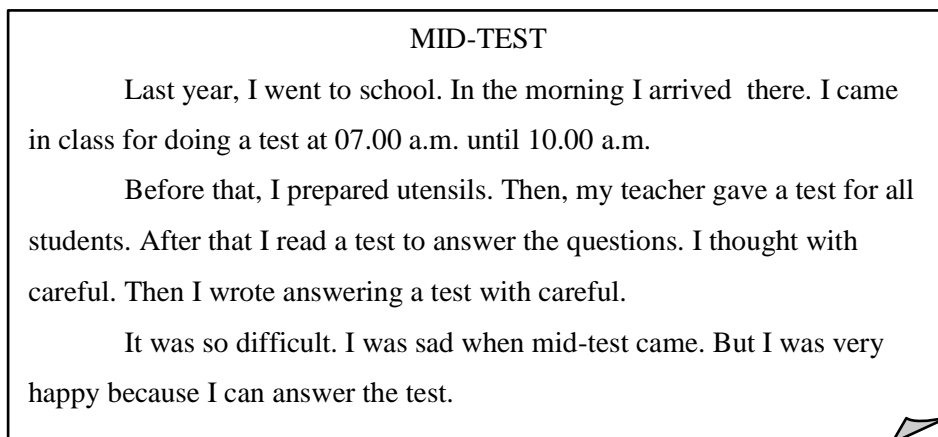 MID-TEST
Last year, I went to school. In the morning I arrived there. I came
in class for doing a test at 07.00 a.m. until 10.00 a.m.
Before that, I prepared utensils. Then, my teacher gave a test for all
students. After that I read a test to answer the questions. I thought with
careful. Then I wrote answering a test with careful.
It was so difficult. I was sad when mid-test came. But I was very
happy because I can answer the test.